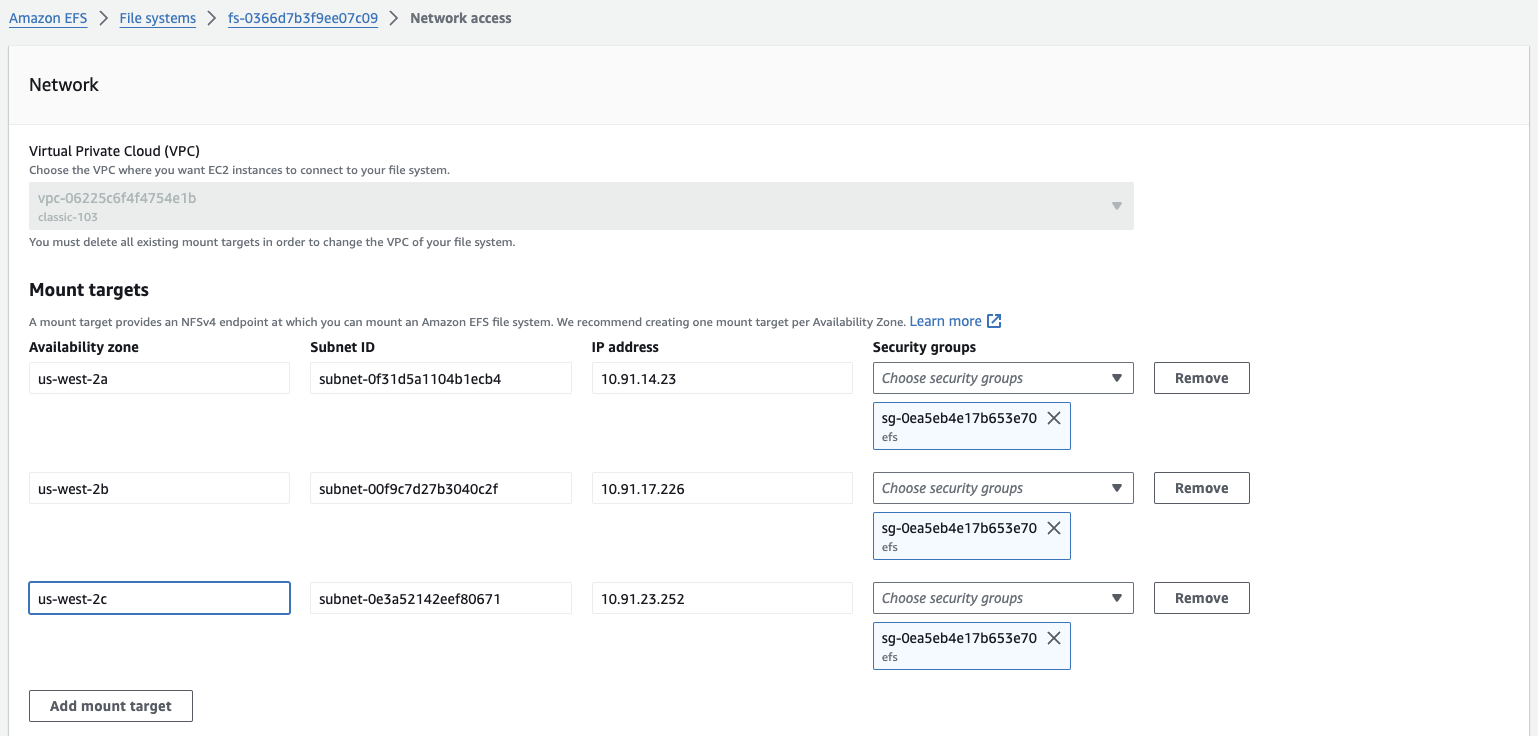 Amazon EFS > File systems > fs-0366d7b3f9ee07c09 > Network access
Network
Virtual Private Cloud (VPC)
Choose the VPC where you want EC2 instances to connect to your file system.
vpc-06225c6f4f4754e1b
classic-103
You must delete all existing mount targets in order to change the VPC of your file system.
Mount targets
A mount target provides an NFSv4 endpoint at which you can mount an Amazon EFS file system. We recommend creating one mount target per Availability Zone. Learn more
Availability zone Subnet ID IP address Security groups
us-west-2a subnet-0f31d5a1104b1ecb4 10.91.14.23 Choose security groups Remove
sg-0ea5eb4e17b653e70
efs
us-west-2b subnet-00f9c7d27b3040c2f 10.91.17.226 Choose security groups Remove
sg-0ea5eb4e17b653e70
efs
us-west-2c subnet-0e3a52142eef80671 10.91.23.252 Choose security groups Remove
sg-0ea5eb4e17b653e70
efs
Add mount target